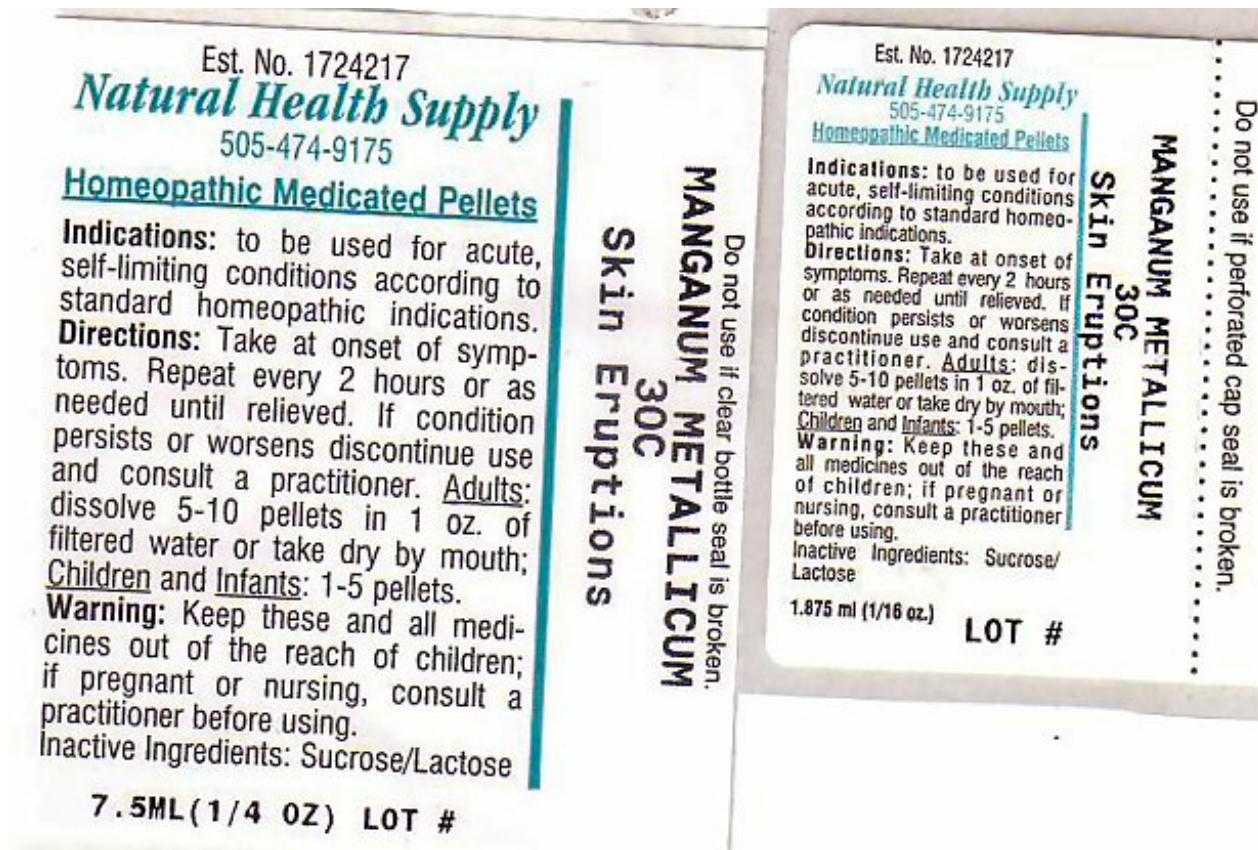 Est. No. 1724217
Natural Health Supply
505-474-9175
Homeopathic Medicated Pellets
Indications: to be used for acute,
self-limiting conditions according to
standard homeopathic indications.
Directions: Take at onset of symp-
toms. Repeat every 2 hours or as
needed until relieved. If condition
persists or worsens discontinue use
and consult a practitioner. Adults:
dissolve 5-10 pellets in 1 oz. of
filtered water or take dry by mouth;
Children and Infants: 1-5 pellets.
Warning: Keep these and all medi-
cines out of the reach of children;
if pregnant or nursing, consult a
practitioner before using.
Inactive Ingredients: Sucrose/Lactose
7.5ML(1/4 OZ) LOT #
Do not use if clear bottle seal is broken.
MANGANUM METALLICUM
30C
Skin Eruptions
Est. No. 1724217
Natural Health Supply
505-474-9175
Homeopathic Medicated Pellets
Indications: to be used for
acute, self-limiting conditions
according to standard homeo-
pathic indications.
Directions: Take at onset of
symptoms. Repeat every 2 hours
or as needed until relieved. If
condition persists or worsens
discontinue use and consult a
practitioner. Adults: dis-
solve 5-10 pellets in 1 oz. of fil-
tered water or take dry by mouth;
Children and Infants: 1-5 pellets.
Warning: Keep these and
all medicines out of the reach
of children; if pregnant or
nursing, consult a practitioner
before using.
Inactive Ingredients: Sucrose/
Lactose
1.875 ml (1/16 oz.)
LOT #
MANGANUM METALLICUM
30C
Skin Eruptions
Do not use if perforated cap seal is broken.